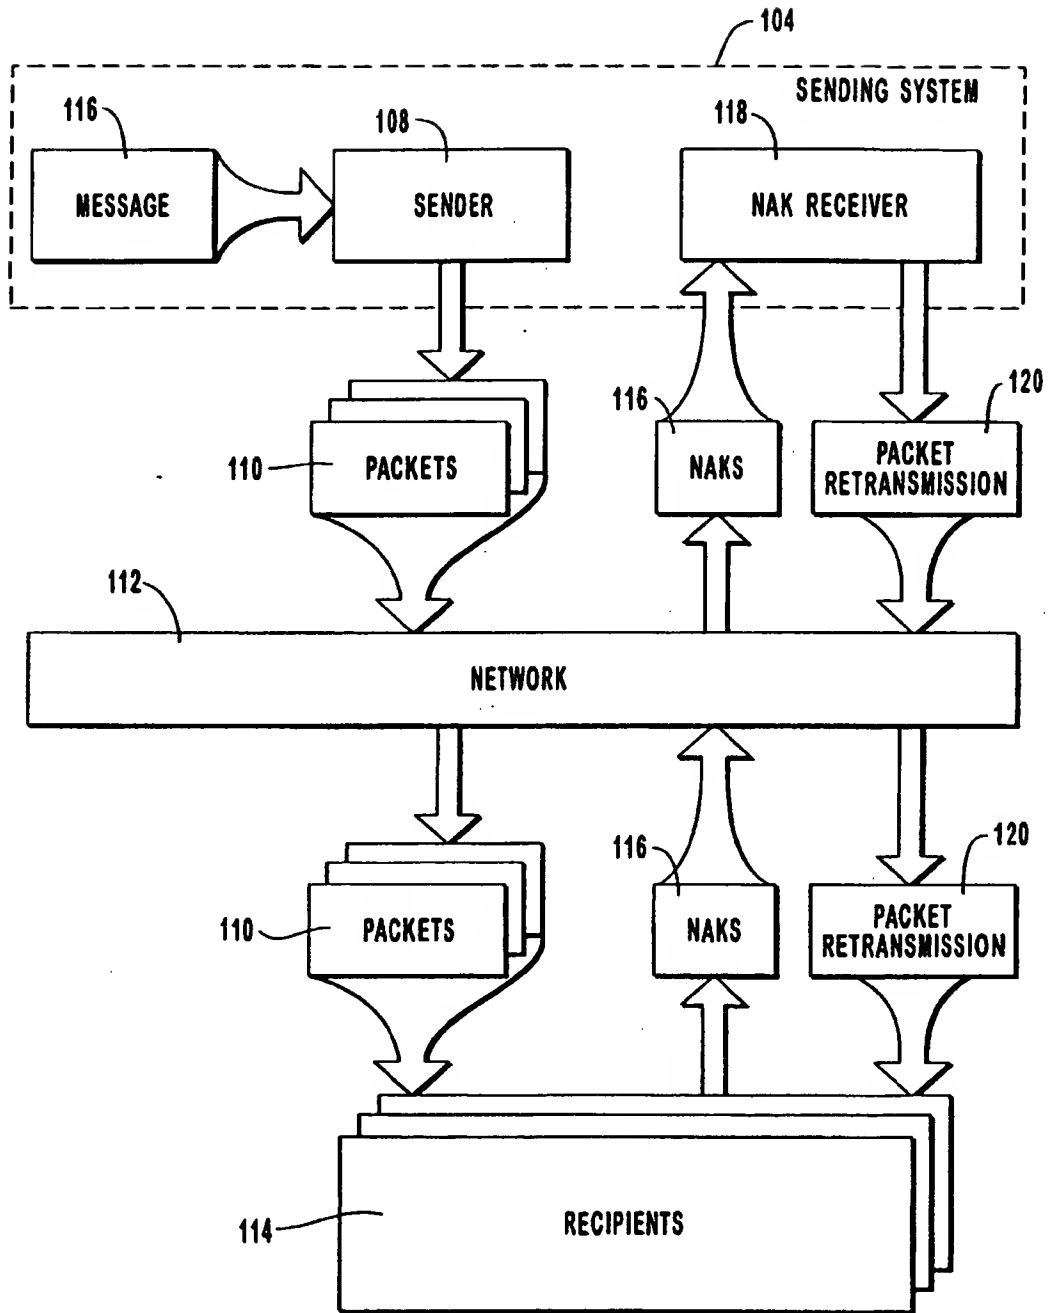 104
SENDING SYSTEM
116
108
118
MESSAGE
SENDER
NAK RECEIVER
120
116
110
PACKETS
NAKS
PACKET
RETRANSMISSION
112
NETWORK
120
116
110
PACKETS
NAKS
PACKET
RETRANSMISSION
114
RECIPIENTS